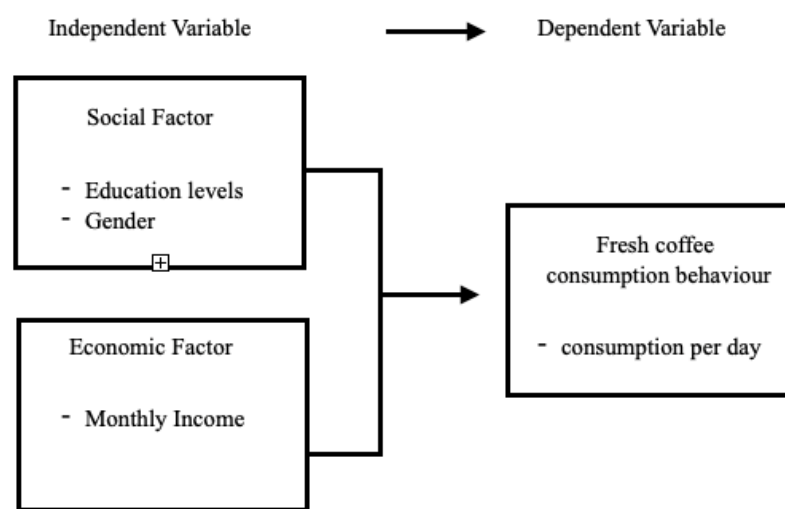 Independent Variable
Dependent Variable
Social Factor
- Education levels
- Gender
Economic Factor
- Monthly Income
Fresh coffee
consumption behaviour
- consumption per day